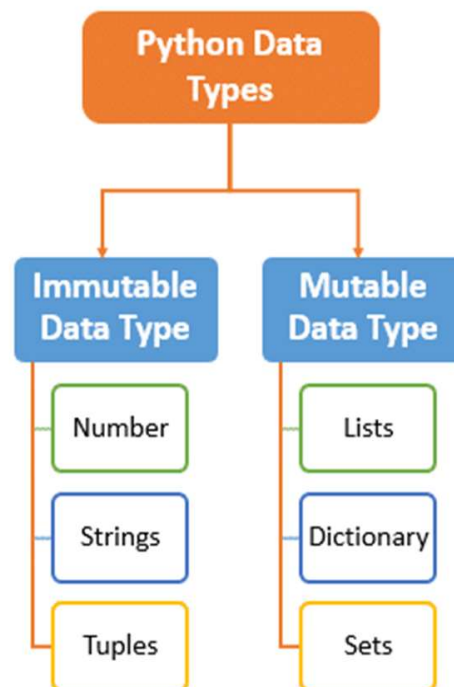 Python Data
Types
Immutable
Data Type
Number
Strings
Tuples
Mutable
Data Type
Lists
Dictionary
Sets